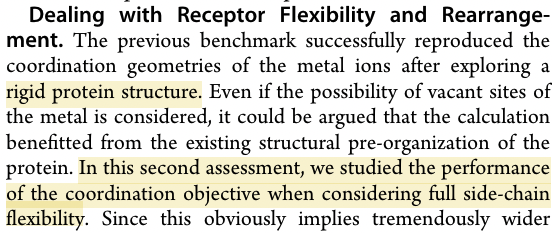 Dealing with Receptor Flexibility and Rearrange-
ment. The previous benchmark successfully reproduced the
coordination geometries of the metal ions after exploring a
rigid protein structure. Even if the possibility of vacant sites of
the metal is considered, it could be argued that the calculation
benefitted from the existing structural pre-organization of the
protein. In this second assessment, we studied the performance
of the coordination objective when considering full side-chain
flexibility. Since this obviously implies tremendously wider